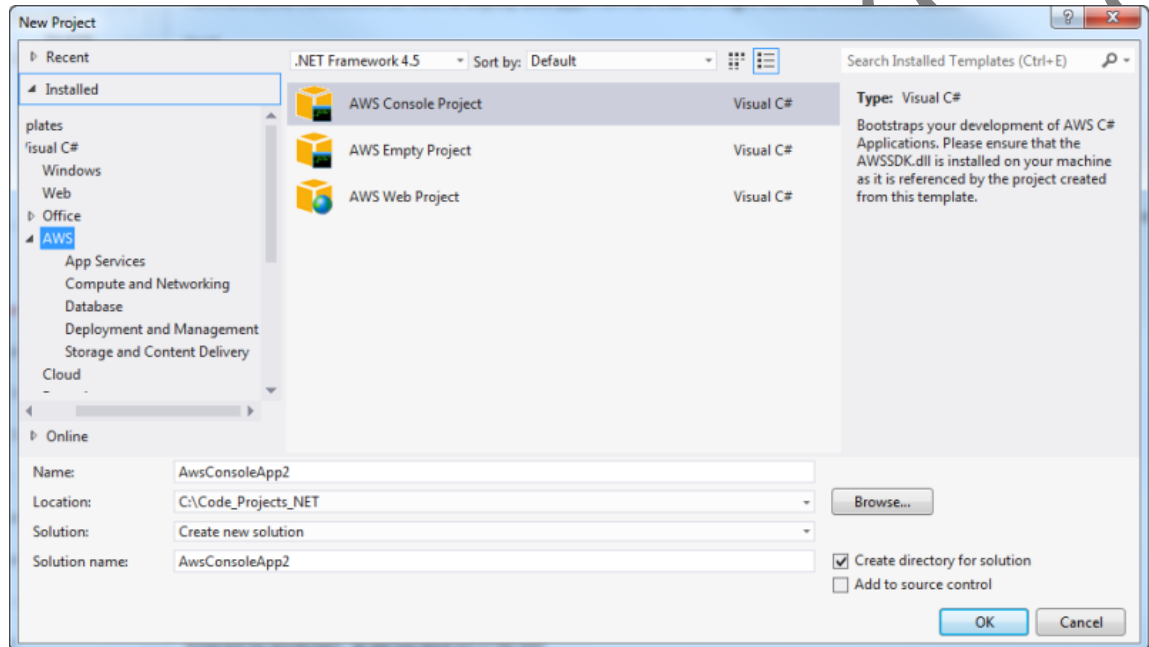 New Project
Recent
Installed
plates
isual C#
Windows
Web
Office
AWS
App Services
Compute and Networking
Database
Deployment and Management
Storage and Content Delivery
Cloud
Online
.NET Framework 4.5
Sort by: Default
AWS Console Project Visual C#
AWS Empty Project Visual C#
AWS Web Project Visual C#
Search Installed Templates (Ctrl+E)
Type: Visual C#
Bootstraps your development of AWS C#
Applications. Please ensure that the
AWSSDK.dll is installed on your machine
as it is referenced by the project created
from this template.
Name: AwsConsoleApp2
Location: C:\Code_Projects_NET
Browse...
Solution: Create new solution
Solution name: AwsConsoleApp2
Create directory for solution
Add to source control
OK
Cancel